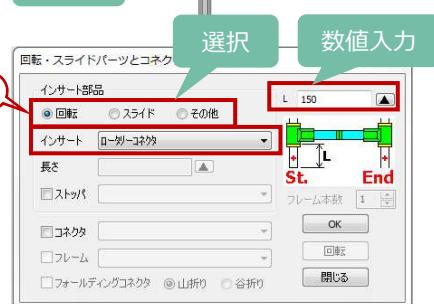 選択
数値入力
回転・スライドパーツとコネク
インサート部品
回転 スライド その他
L 150
インサート ロータリーコネクタ
長さ
ストッパ
L
St. End
フレーム本数 1
コネクタ
OK
フレーム
回転
フォールディングコネクタ 山折り 谷折り
閉じる